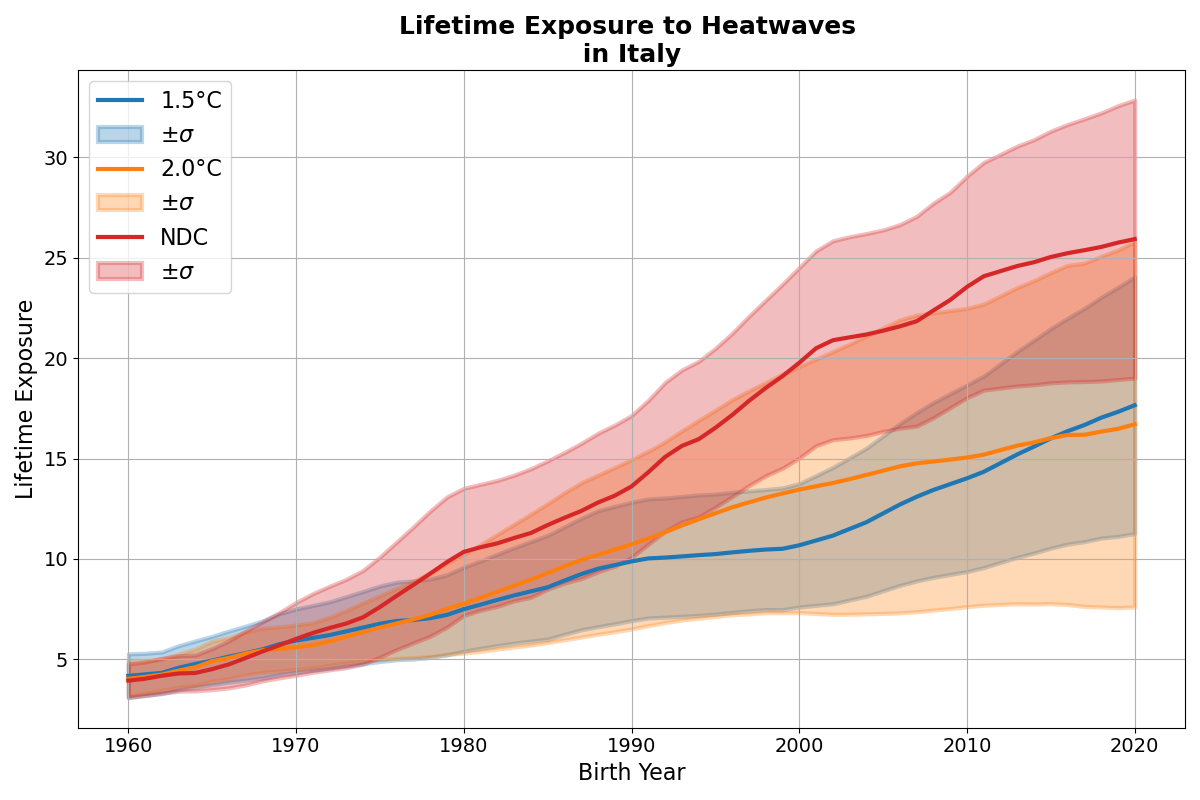 Lifetime Exposure to Heatwaves
in Italy
1.5°C
±σ
2.0°C
±σ
NDC
±σ
Lifetime Exposure
30
25
20
15
10
5
1960 1970 1980 1990 2000 2010 2020
Birth Year